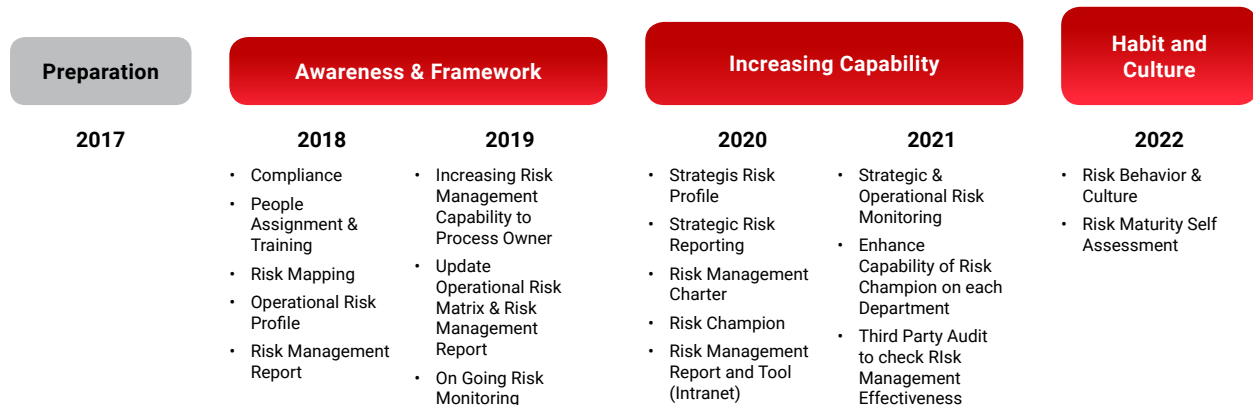 Preparation
Awareness & Framework
Increasing Capability
Habit and
Culture
2017
2018
• Compliance
• People
Assignment &
Training
• Risk Mapping
• Operational Risk
Profile
• Risk Management
Report
2019
• Increasing Risk
Management
Capability to
Process Owner
• Update
Operational Risk
Matrix & Risk
Management
Report
• On Going Risk
Monitoring
2020
• Strategis Risk
Profile
• Strategic Risk
Reporting
• Risk Management
Charter
• Risk Champion
• Risk Management
Report and Tool
(Intranet)
2021
• Strategic &
Operational Risk
Monitoring
• Enhance
Capability of Risk
Champion on each
Department
• Third Party Audit
to check RIsk
Management
Effectiveness
2022
• Risk Behavior &
Culture
• Risk Maturity Self
Assessment